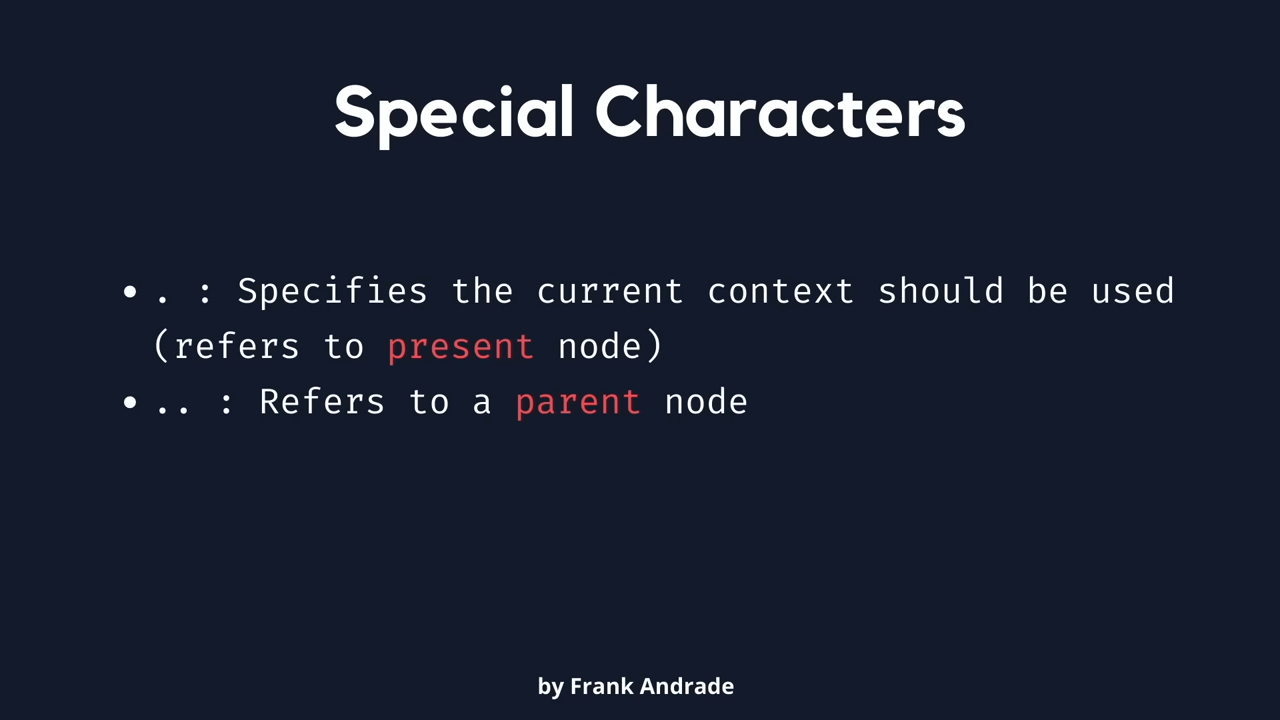 Special Characters
• . : Specifies the current context should be used
(refers to present node)
• .. : Refers to a parent node
by Frank Andrade